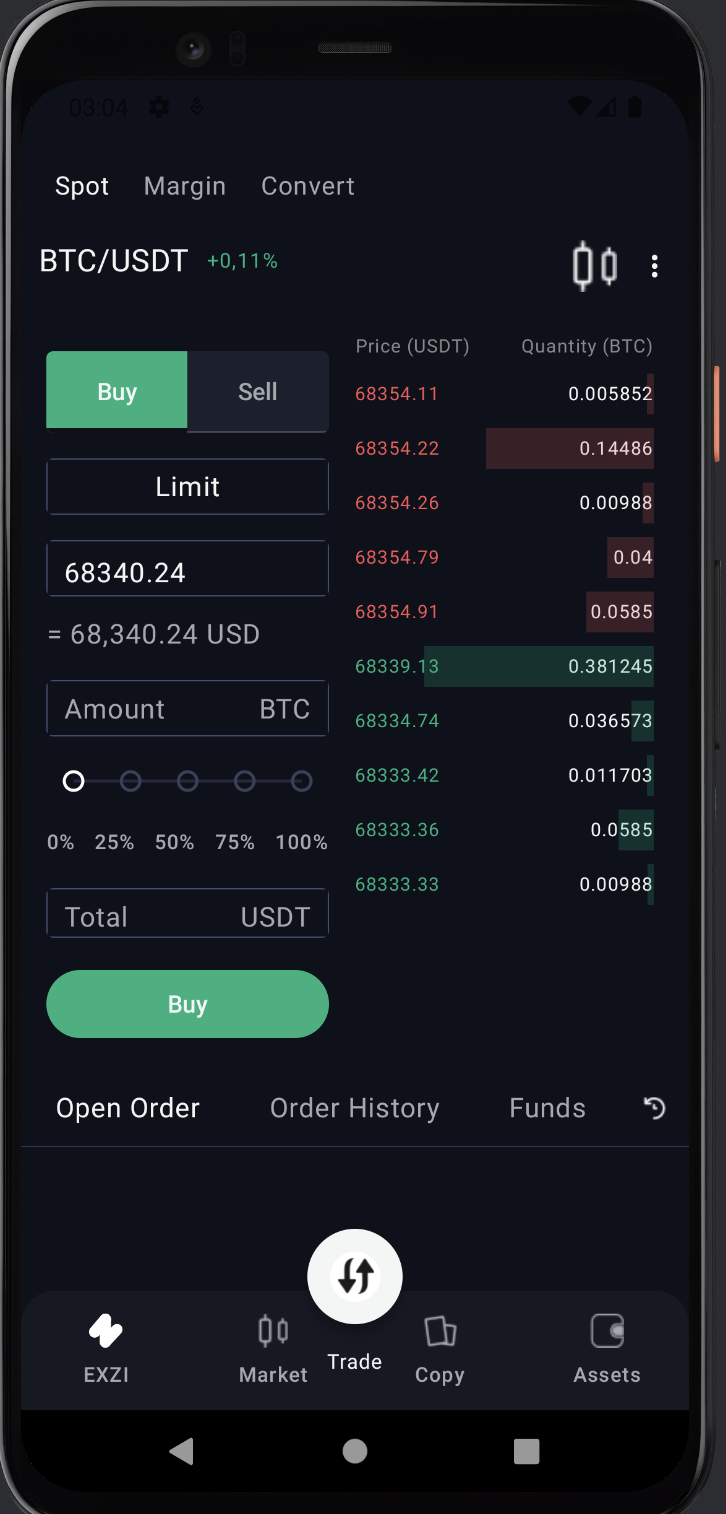 03:04
Spot Margin Convert
BTC/USDT +0,11%
Buy Sell
Limit
68340.24
= 68,340.24 USD
Amount BTC
0% 25% 50% 75% 100%
Total USDT
Buy
Price (USDT) Quantity (BTC)
68354.11 0.005852
68354.22 0.14486
68354.26 0.00988
68354.79 0.04
68354.91 0.0585
68339.13 0.381245
68334.74 0.036573
68333.42 0.011703
68333.36 0.0585
68333.33 0.00988
Open Order Order History Funds
EXZI Market Trade Copy Assets